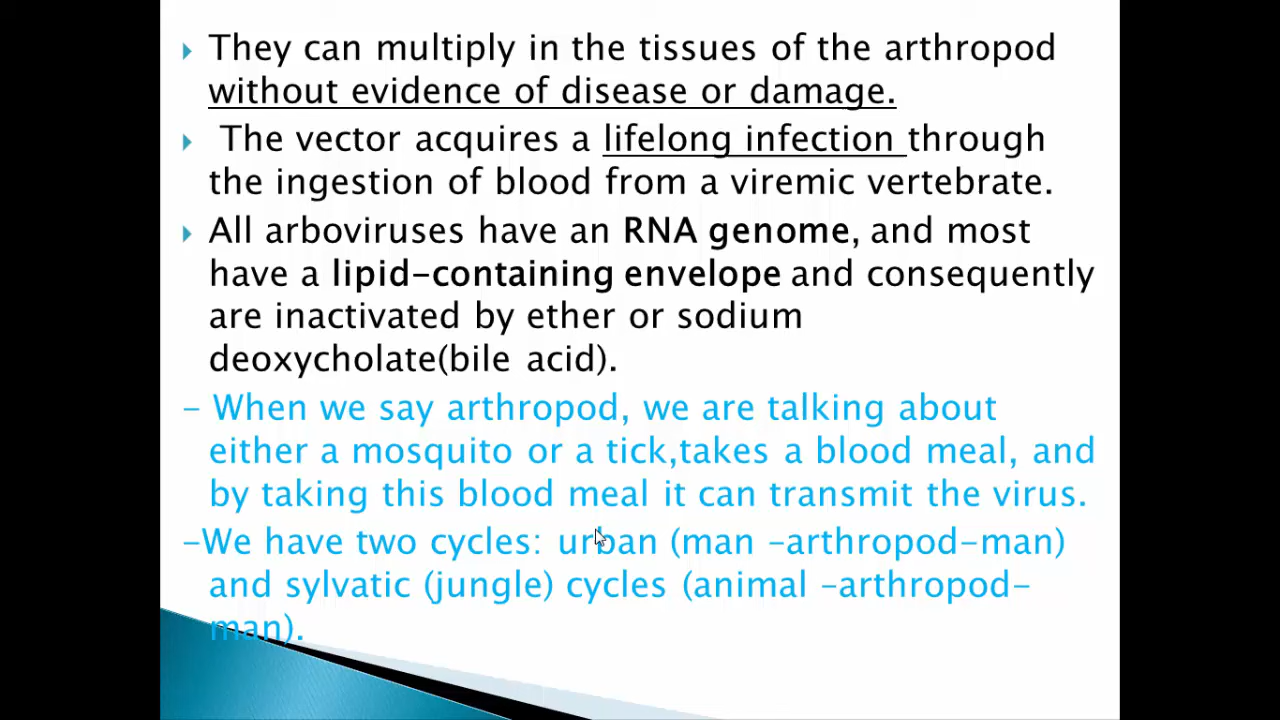 They can multiply in the tissues of the arthropod
without evidence of disease or damage.
The vector acquires a lifelong infection through
the ingestion of blood from a viremic vertebrate.
All arboviruses have an RNA genome, and most
have a lipid-containing envelope and consequently
are inactivated by ether or sodium
deoxycholate(bile acid).
- When we say arthropod, we are talking about
either a mosquito or a tick,takes a blood meal, and
by taking this blood meal it can transmit the virus.
-We have two cycles: urban (man -arthropod-man)
and sylvatic (jungle) cycles (animal -arthropod-
man).